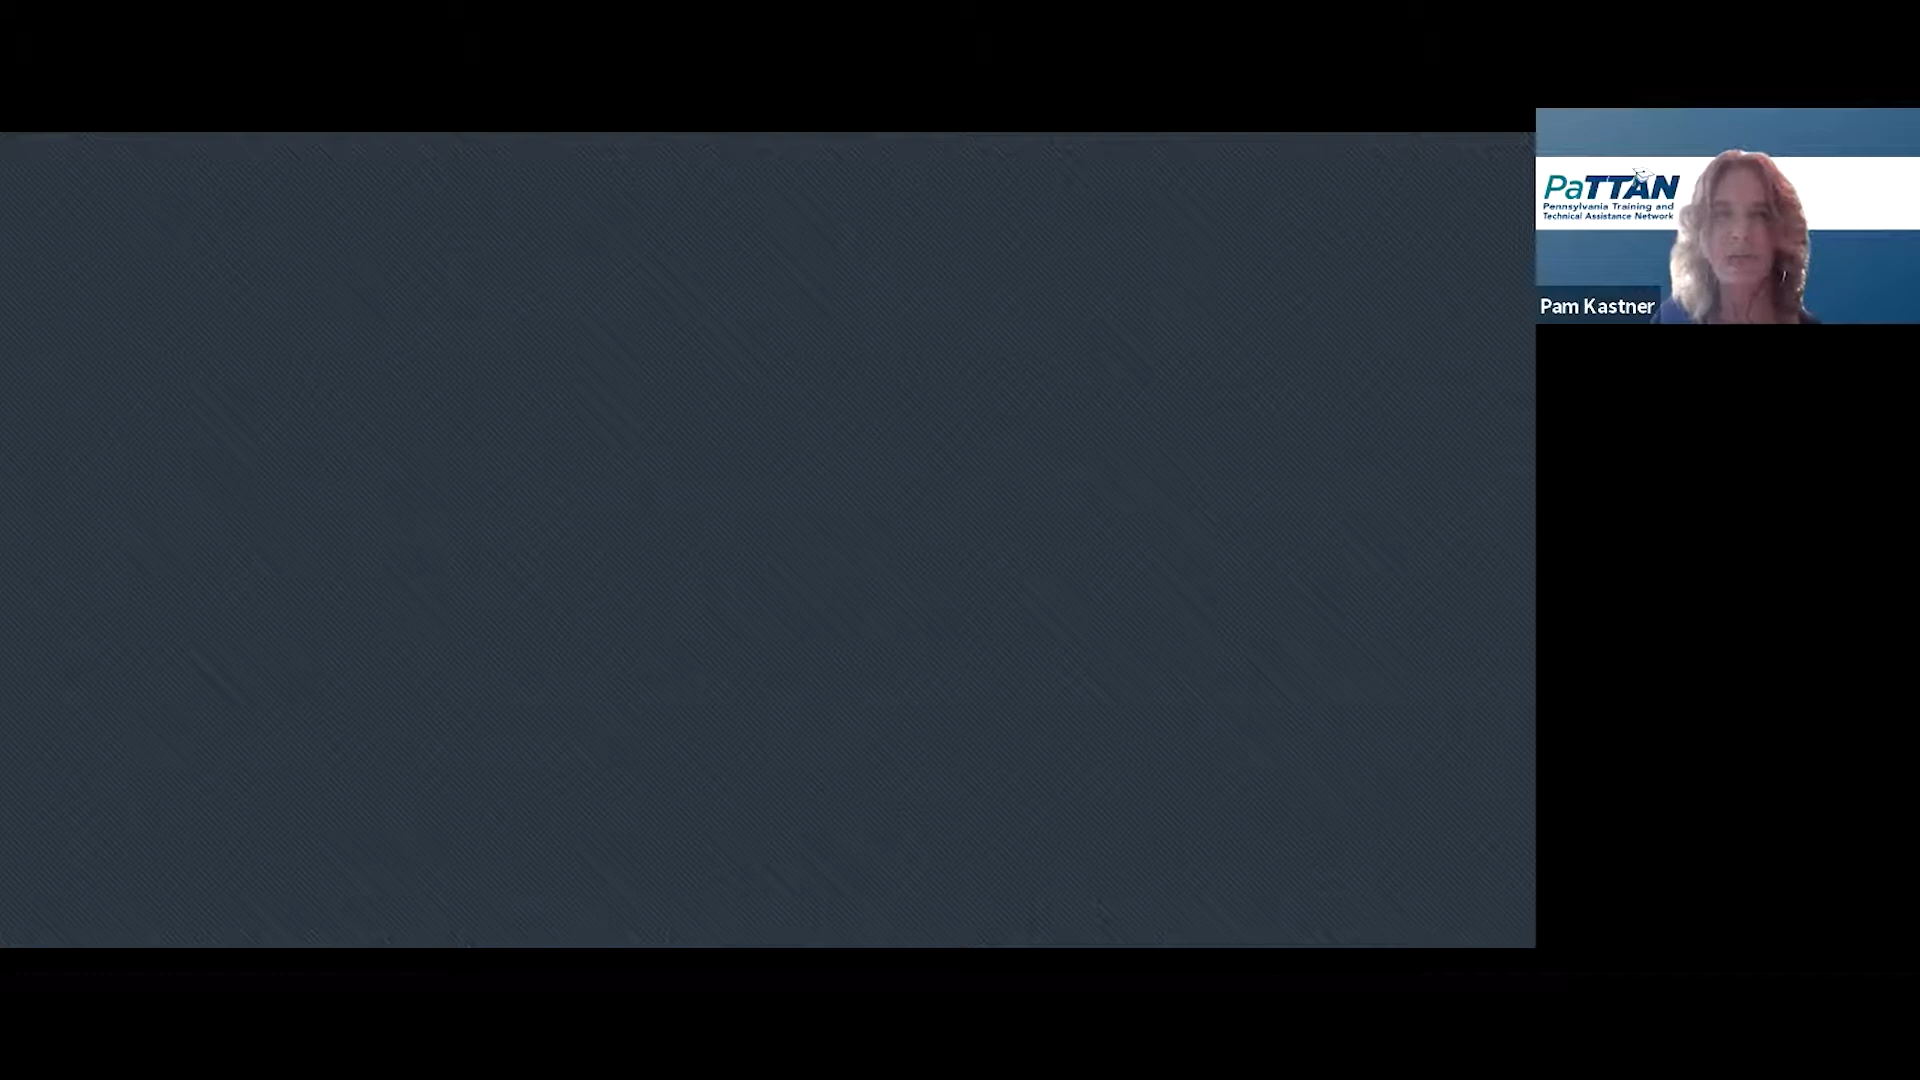 PaTTAN
Pennsylvania Training and
Technical Assistance Network
Pam Kastner